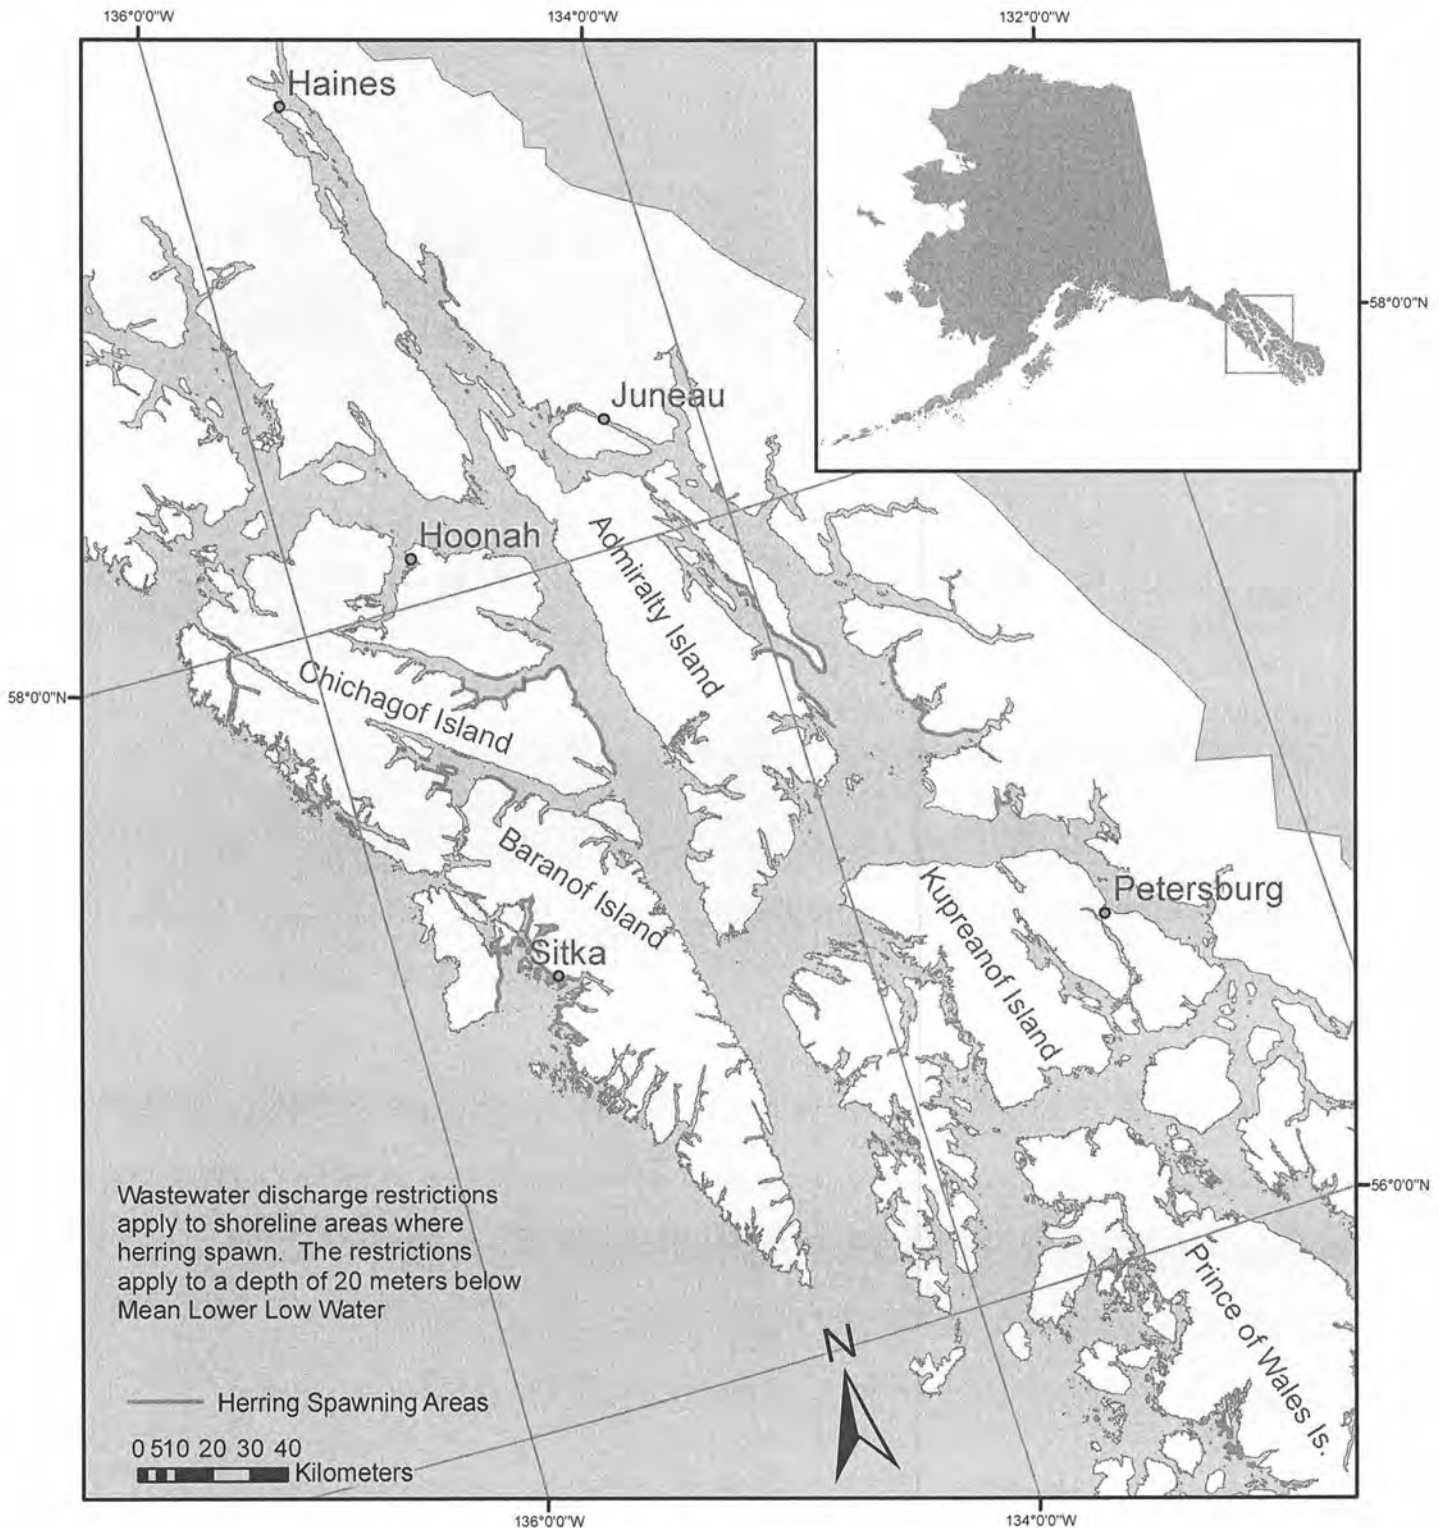 136°0'0"W
134°0'0"W
132°0'0"W
Haines
58°0'0"N
Juneau
Hoonah
Admiralty Island
58°0'0"N
Chichagof Island
Baranof Island
Kupreanof Island
Petersburg
Sitka
Wastewater discharge restrictions
apply to shoreline areas where
herring spawn. The restrictions
apply to a depth of 20 meters below
Mean Lower Low Water
56°0'0"N
Prince of Wales Is.
N
Herring Spawning Areas
0 510 20 30 40
Kilometers
136°0'0"W
134°0'0"W